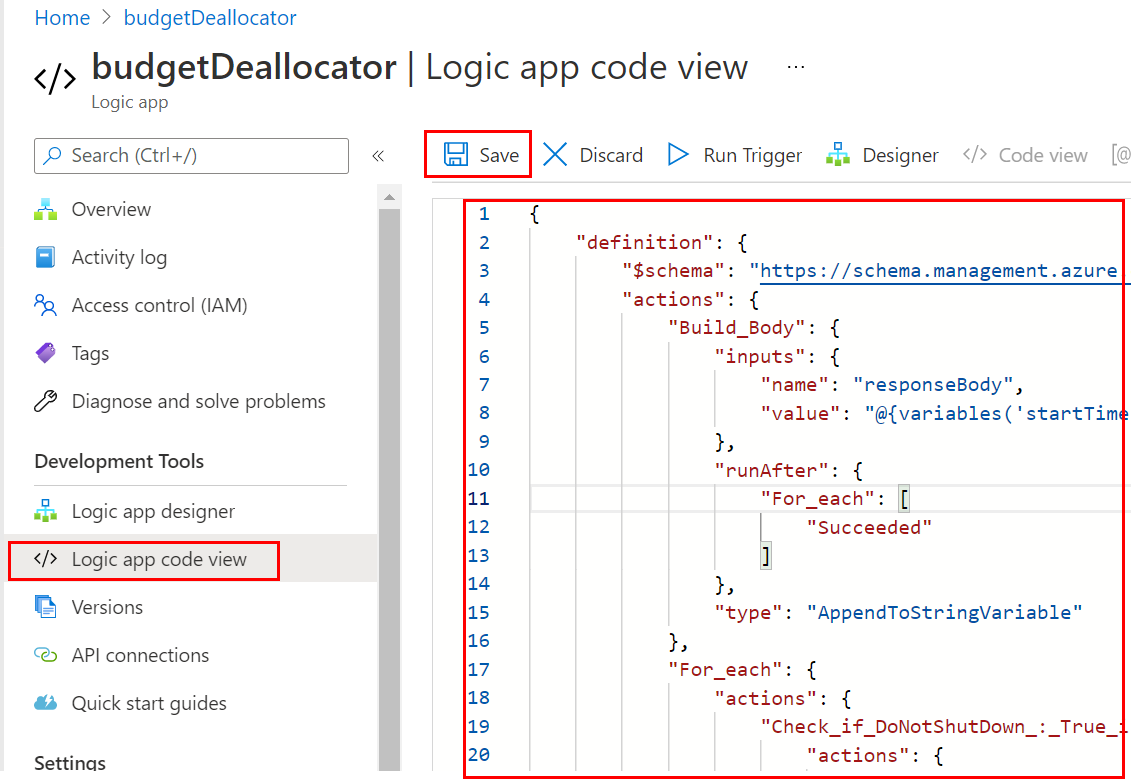 Home > budgetDeallocator
</> budgetDeallocator | Logic app code view ...
Logic app
Search (Ctrl+/) «
Overview
Activity log
Access control (IAM)
Tags
Diagnose and solve problems
Development Tools
Logic app designer
</> Logic app code view
Versions
API connections
Quick start guides
Settings
Save Discard Run Trigger Designer </> Code view [@
1 {
2 "definition": {
3 "$schema": "https://schema.management.azure.
4 "actions": {
5 "Build_Body": {
6 "inputs": {
7 "name": "responseBody",
8 "value": "@{variables('startTime
9 },
10 "runAfter": {
11 "For_each": [
12 "Succeeded"
13 ]
14 },
15 "type": "AppendToStringVariable"
16 },
17 "For_each": {
18 "actions": {
19 "Check_if_DoNotShutDown_:_True_i
20 "actions": {